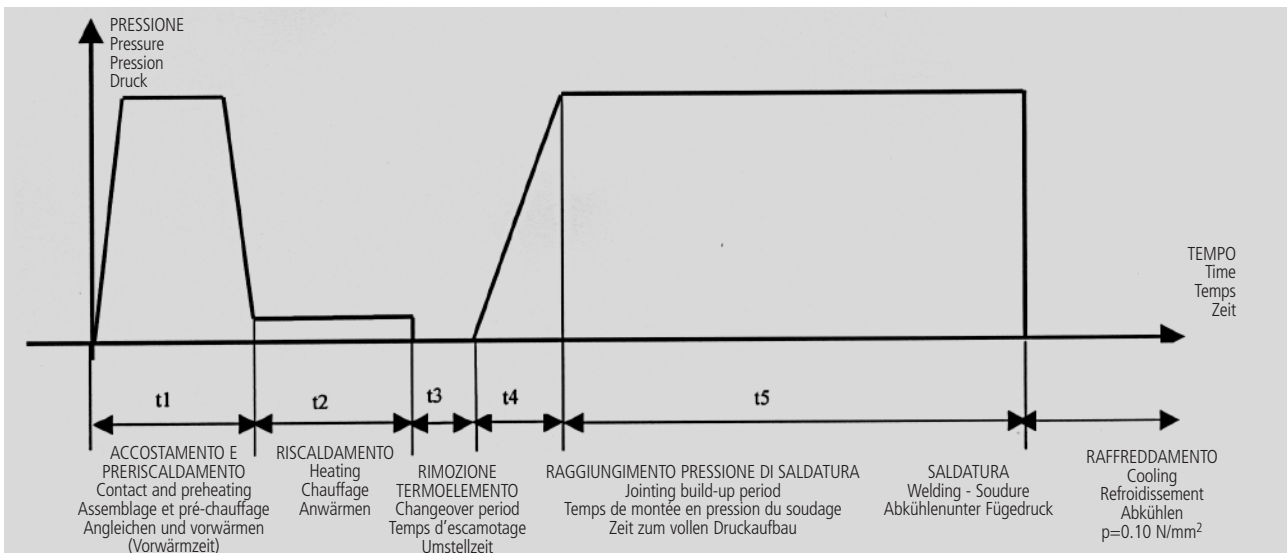 PRESSIONE
Pressure
Pression
Druck
TEMPO
Time
Temps
Zeit
t1
t2
t3
t4
t5
ACCOSTAMENTO E
PRERISCALDAMENTO
Contact and preheating
Assemblage et pré-chauffage
Angleichen und vorwärmen
(Vorwärmzeit)
RISCALDAMENTO
Heating
Chauffage
Anwärmen
RIMOZIONE
TERMOELEMENTO
Changeover period
Temps d'escamotage
Umstellzeit
RAGGIUNGIMENTO PRESSIONE DI SALDATURA
Jointing build-up period
Temps de montée en pression du soudage
Zeit zum vollen Druckaufbau
SALDATURA
Welding - Soudure
Abkühlenunter Fügedruck
RAFFREDDAMENTO
Cooling
Refroidissement
Abkühlen
p=0.10 N/mm²